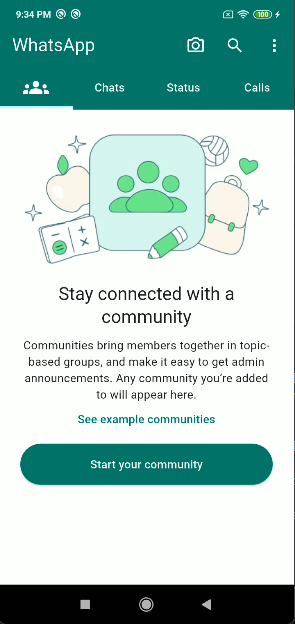 9:34 PM
100
WhatsApp
Chats
Status
Calls
Stay connected with a
community
Communities bring members together in topic-
based groups, and make it easy to get admin
announcements. Any community you're added
to will appear here.
See example communities
Start your community